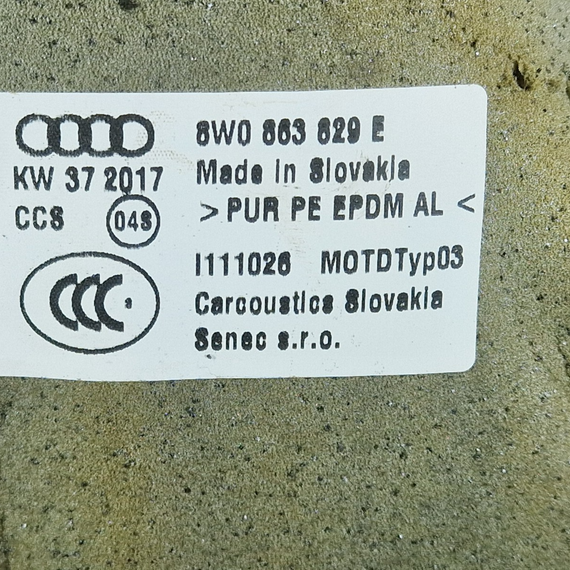 8W0 863 829 E
KW 37 2017
Made in Slovakia
CCS 04S
>PUR PE EPDM AL<
I111026 MOTDTyp03
CCC
Carcoustics Slovakia
Senec s.r.o.